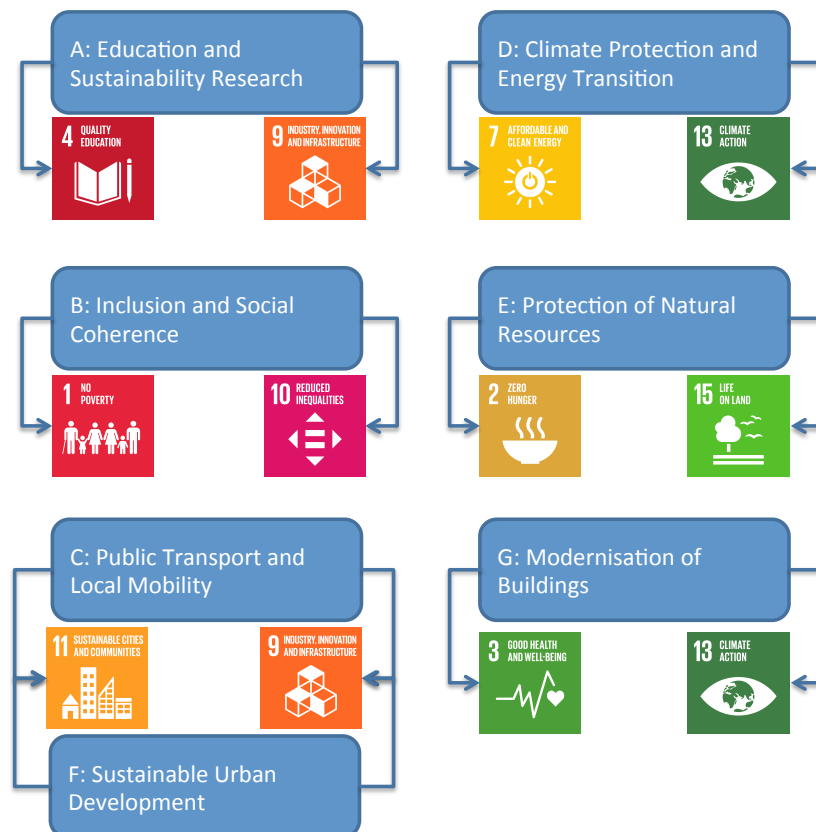 A: Education and
Sustainability Research
4 QUALITY
EDUCATION
9 INDUSTRY, INNOVATION
AND INFRASTRUCTURE
D: Climate Protection and
Energy Transition
7 AFFORDABLE AND
CLEAN ENERGY
13 CLIMATE
ACTION
B: Inclusion and Social
Coherence
1 NO
POVERTY
10 REDUCED
INEQUALITIES
E: Protection of Natural
Resources
2 ZERO
HUNGER
15 LIFE
ON LAND
C: Public Transport and
Local Mobility
11 SUSTAINABLE CITIES
AND COMMUNITIES
9 INDUSTRY, INNOVATION
AND INFRASTRUCTURE
F: Sustainable Urban
Development
G: Modernisation of
Buildings
3 GOOD HEALTH
AND WELL-BEING
13 CLIMATE
ACTION